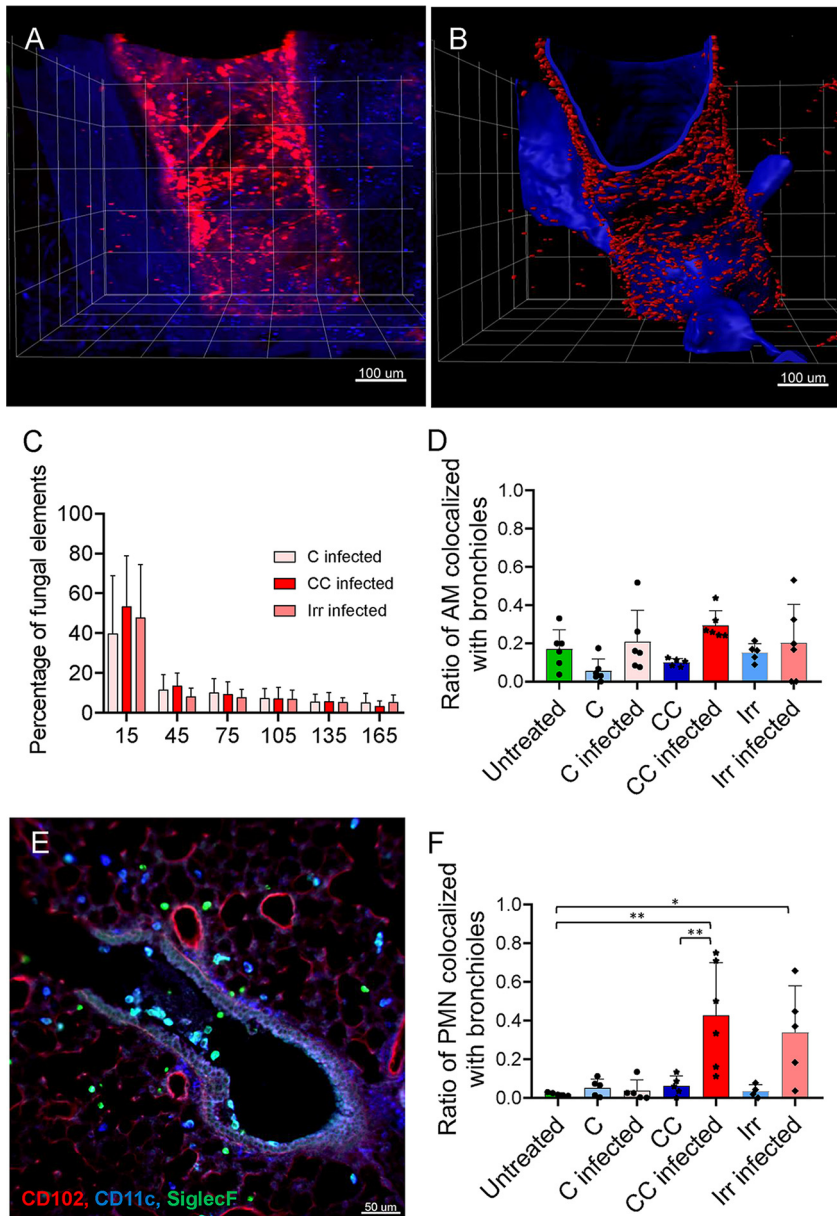 A
B
100 um
100 um
C
Percentage of fungal elements
100
80
60
40
20
0
C infected
CC infected
Irr infected
15 45 75 105 135 165
D
Ratio of AM colocalized
with bronchioles
1.0
0.8
0.6
0.4
0.2
0.0
Untreated
C
C infected
CC
CC infected
Irr
Irr infected
E
CD102, CD11c, SiglecF
50 um
F
Ratio of PMN colocalized
with bronchioles
1.0
0.8
0.6
0.4
0.2
0.0
*
**
**
Untreated
C
C infected
CC
CC infected
Irr
Irr infected